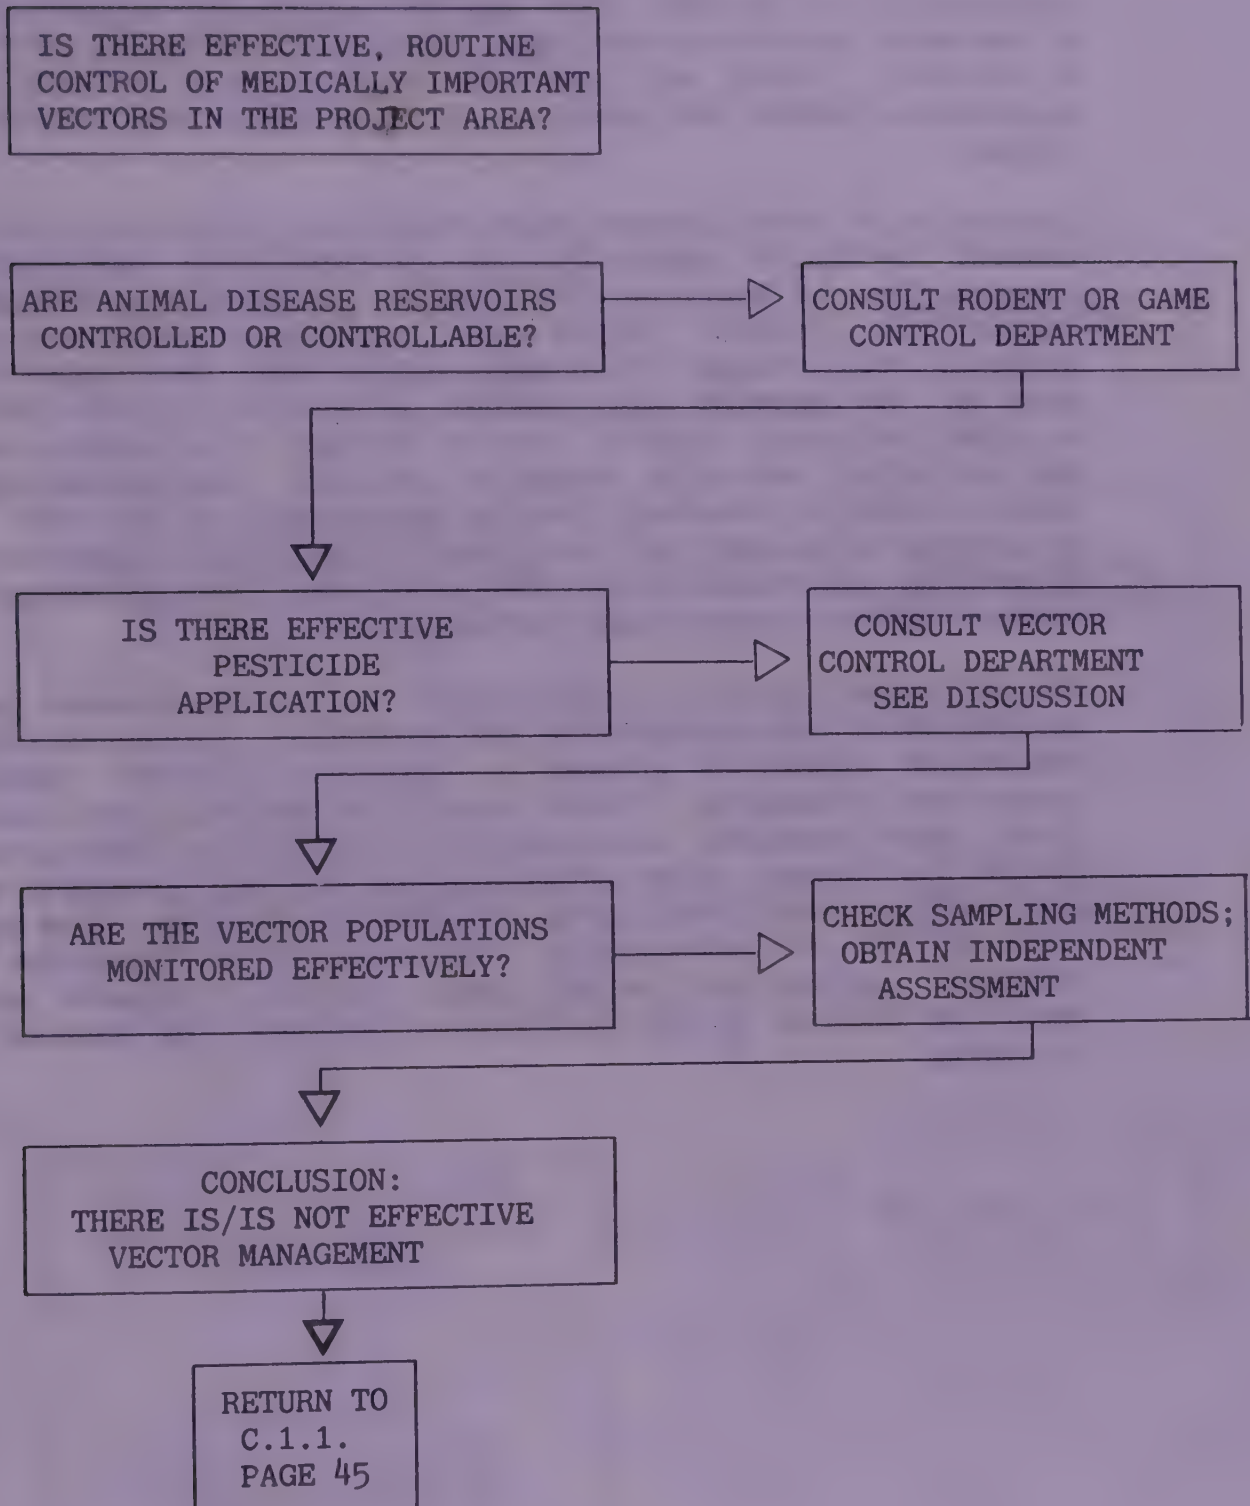 IS THERE EFFECTIVE, ROUTINE
CONTROL OF MEDICALLY IMPORTANT
VECTORS IN THE PROJECT AREA?
ARE ANIMAL DISEASE RESERVOIRS
CONTROLLED OR CONTROLLABLE?
CONSULT RODENT OR GAME
CONTROL DEPARTMENT
IS THERE EFFECTIVE
PESTICIDE
APPLICATION?
CONSULT VECTOR
CONTROL DEPARTMENT
SEE DISCUSSION
ARE THE VECTOR POPULATIONS
MONITORED EFFECTIVELY?
CHECK SAMPLING METHODS;
OBTAIN INDEPENDENT
ASSESSMENT
CONCLUSION:
THERE IS/IS NOT EFFECTIVE
VECTOR MANAGEMENT
RETURN TO
C.1.1.
PAGE 45